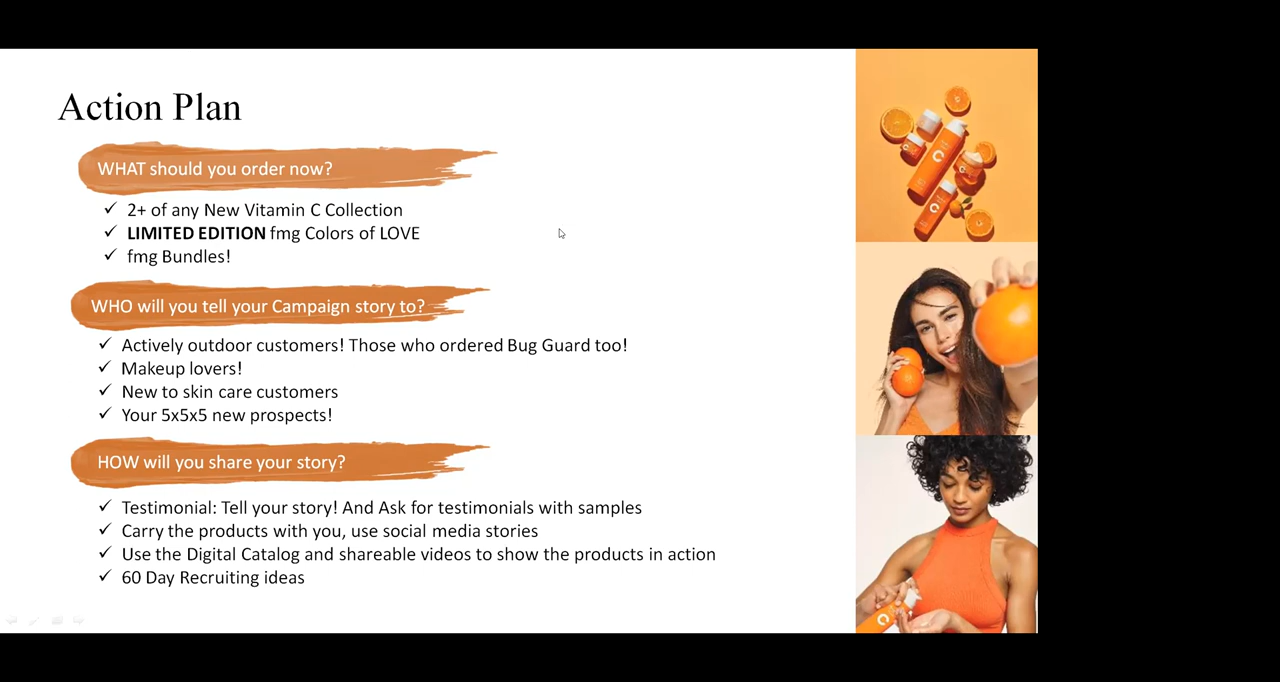 Action Plan
WHAT should you order now?
✓ 2+ of any New Vitamin C Collection
✓ LIMITED EDITION fmg Colors of LOVE
✓ fmg Bundles!
WHO will you tell your Campaign story to?
✓ Actively outdoor customers! Those who ordered Bug Guard too!
✓ Makeup lovers!
✓ New to skin care customers
✓ Your 5x5x5 new prospects!
HOW will you share your story?
✓ Testimonial: Tell your story! And Ask for testimonials with samples
✓ Carry the products with you, use social media stories
✓ Use the Digital Catalog and shareable videos to show the products in action
✓ 60 Day Recruiting ideas